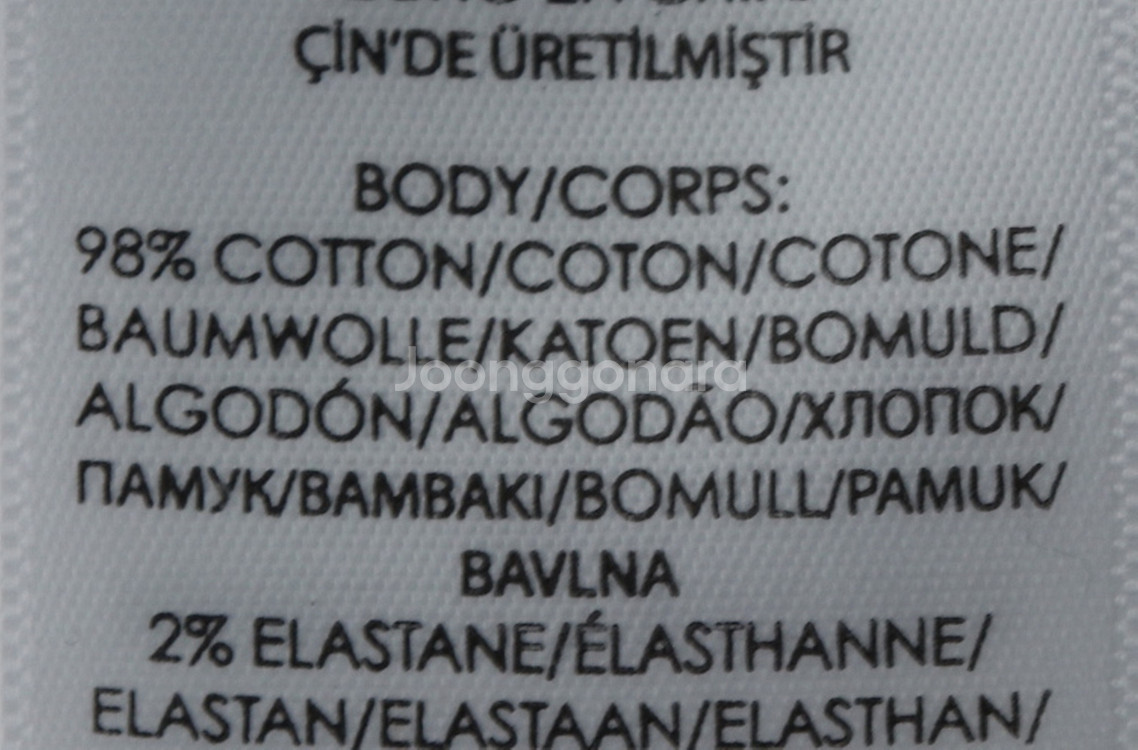 ÇİN'DE ÜRETİLMİŞTİR
BODY/CORPS:
98% COTTON/COTON/COTONE/
BAUMWOLLE/KATOEN/BOMULD/
Joonggonara
ALGODÓN/ALGODÃO/ХЛОПОК/
ПАМУК/BAMBAKI/BOMULL/PAMUK/
BAVLNA
2% ELASTANE/ÉLASTHANNE/
ELASTAN/ELASTAAN/ELASTHAN/